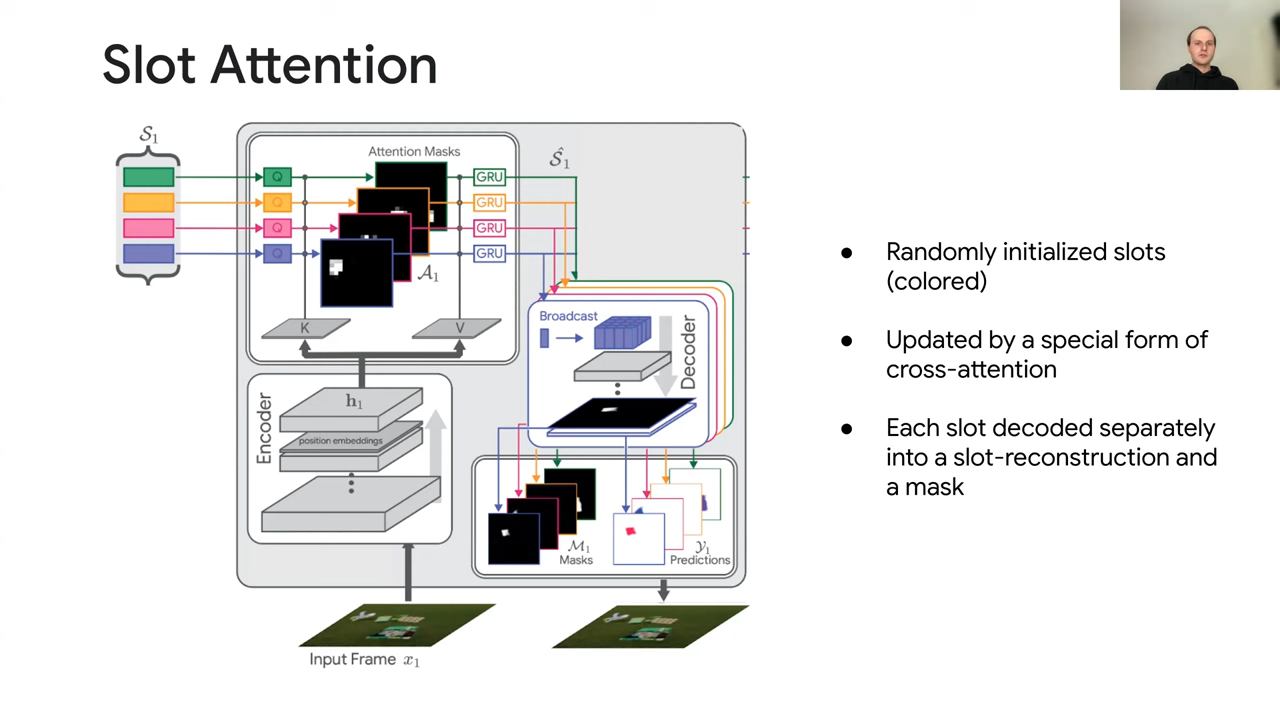 Slot Attention
S₁
Attention Masks
Ŝ₁
Q
GRU
Q
GRU
Q
GRU
Q
GRU
A₁
K
V
Broadcast
Decoder
Encoder
h₁
position embeddings
M₁
Masks
Y₁
Predictions
Input Frame x₁
● Randomly initialized slots
(colored)
● Updated by a special form of
cross-attention
● Each slot decoded separately
into a slot-reconstruction and
a mask